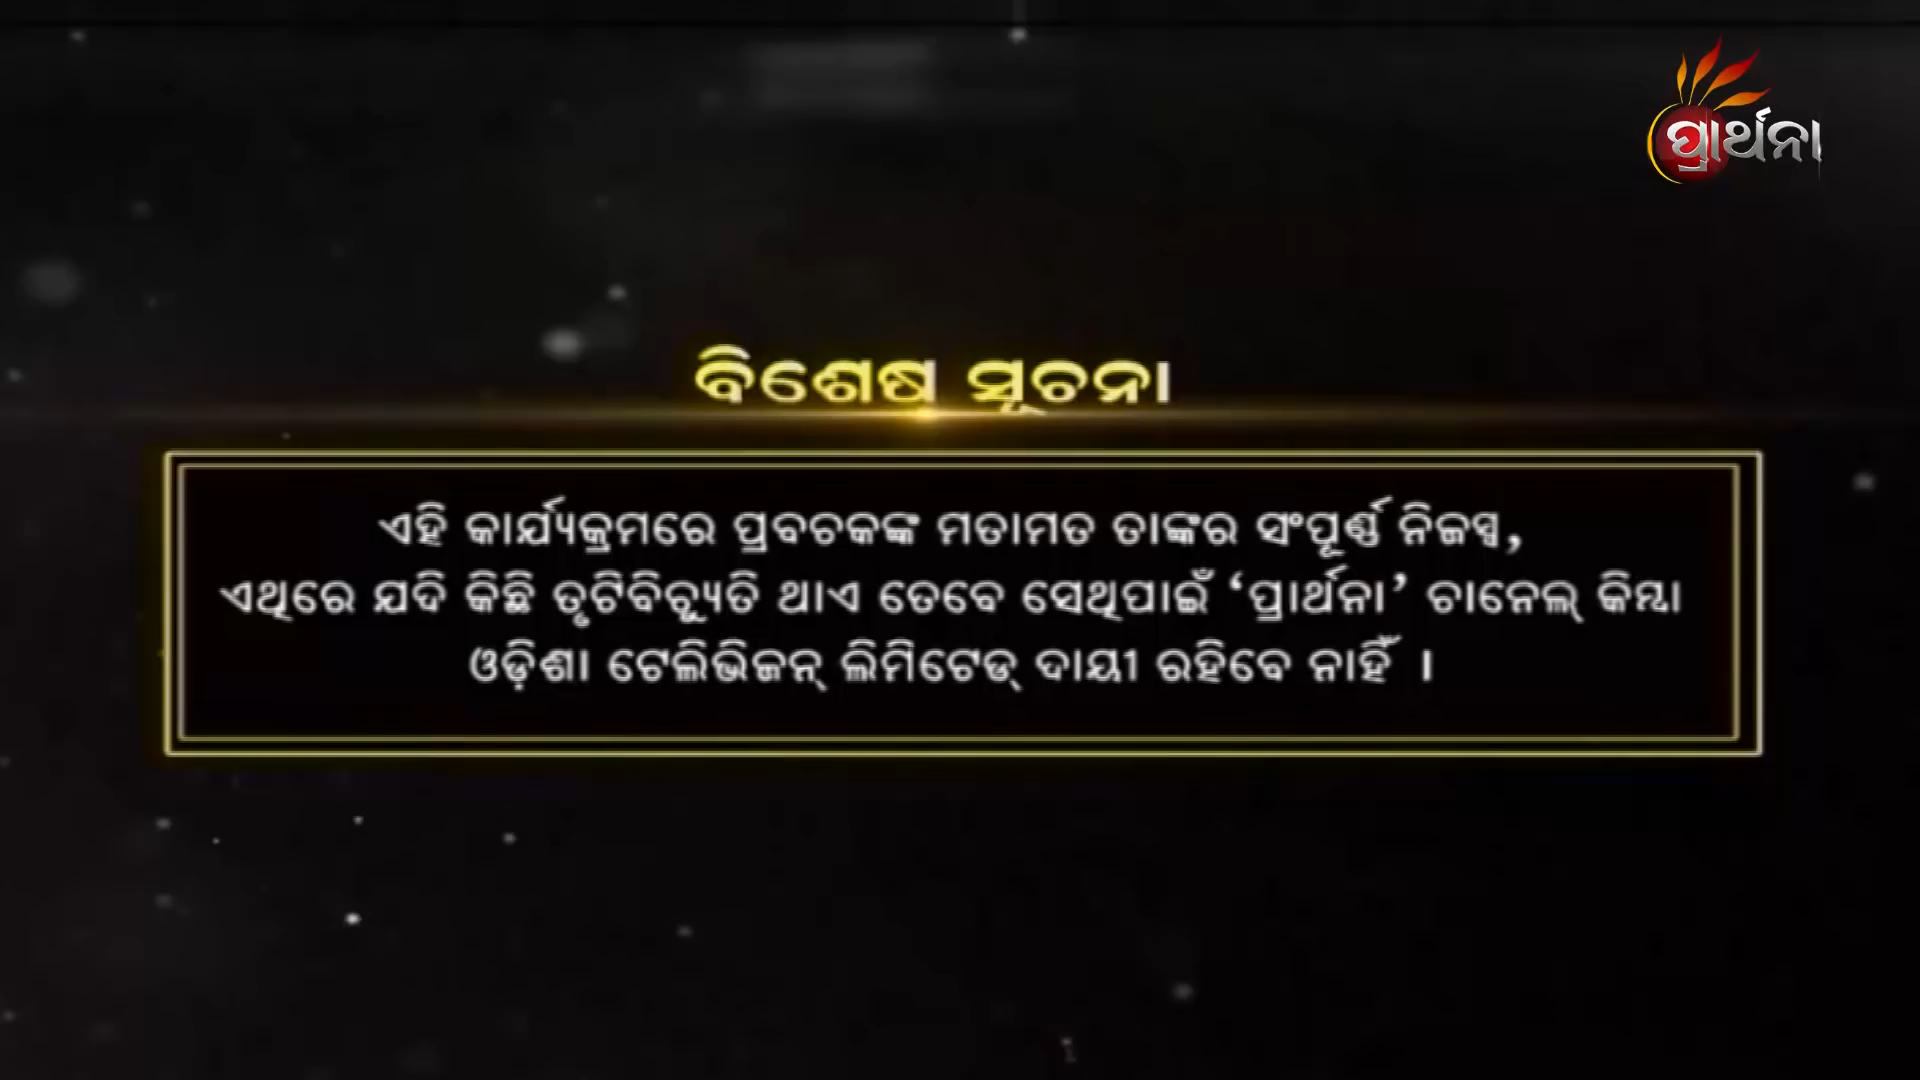 ପ୍ରାର୍ଥନା
ବିଶେଷ ସୂଚନା
ଏହି କାର୍ଯ୍ୟକ୍ରମରେ ପ୍ରବଚକଙ୍କ ମତାମତ ତାଙ୍କର ସଂପୂର୍ଣ୍ଣ ନିଜସ୍ୱ,
ଏଥିରେ ଯଦି କିଛି ତୃଟିବିଚ୍ୟୁତି ଥାଏ ତେବେ ସେଥିପାଇଁ ‘ପ୍ରାର୍ଥନା’ ଚାନେଲ୍ କିମ୍ବା
ଓଡ଼ିଶା ଟେଲିଭିଜନ୍ ଲିମିଟେଡ୍ ଦାୟୀ ରହିବେ ନାହିଁ ।